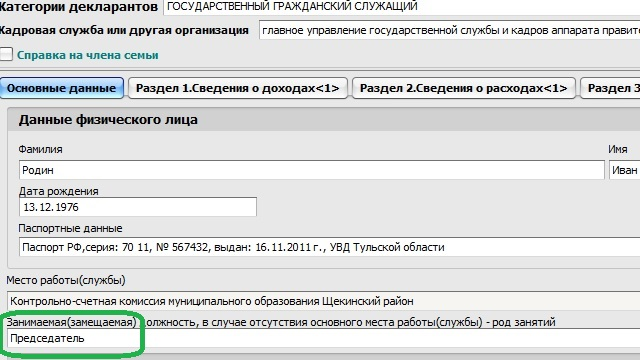 Категории декларантов ГОСУДАРСТВЕННЫЙ ГРАЖДАНСКИЙ СЛУЖАЩИЙ
Кадровая служба или другая организация главное управление государственной службы и кадров аппарата
Справка на члена семьи
Основные данные Раздел 1.Сведения о доходах<1> Раздел 2.Сведения о расходах<1> Раздел 3
Данные физического лица
Фамилия Имя
Родин Иван
Дата рождения
13.12.1976
Паспортные данные
Паспорт РФ,серия: 70 11, № 567432, выдан: 16.11.2011 г., УВД Тульской области
Место работы(службы)
Контрольно-счетная комиссия муниципального образования Щекинский район
Занимаемая(замещаемая) должность, в случае отсутствия основного места работы(службы) - род занятий
Председатель